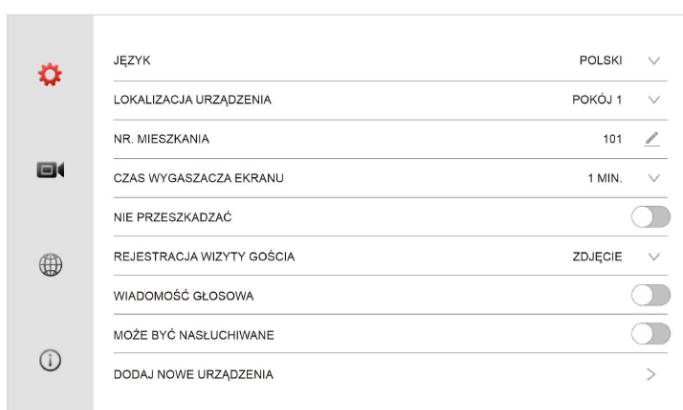 JĘZYK POLSKI
LOKALIZACJA URZĄDZENIA POKÓJ 1
NR. MIESZKANIA 101
CZAS WYGASZACZA EKRANU 1 MIN.
NIE PRZESZKADZAĆ
REJESTRACJA WIZYTY GOŚCIA ZDJĘCIE
WIADOMOŚĆ GŁOSOWA
MOŻE BYĆ NASŁUCHIWANE
DODAJ NOWE URZĄDZENIA